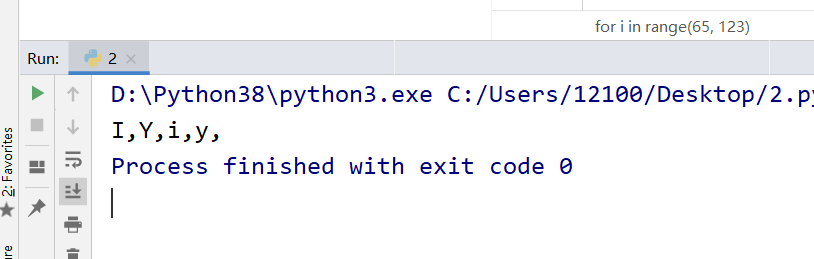 for i in range(65, 123)
Run:
2
D:\Python38\python3.exe C:/Users/12100/Desktop/2.py
I,Y,i,y,
Process finished with exit code 0
2: Favorites